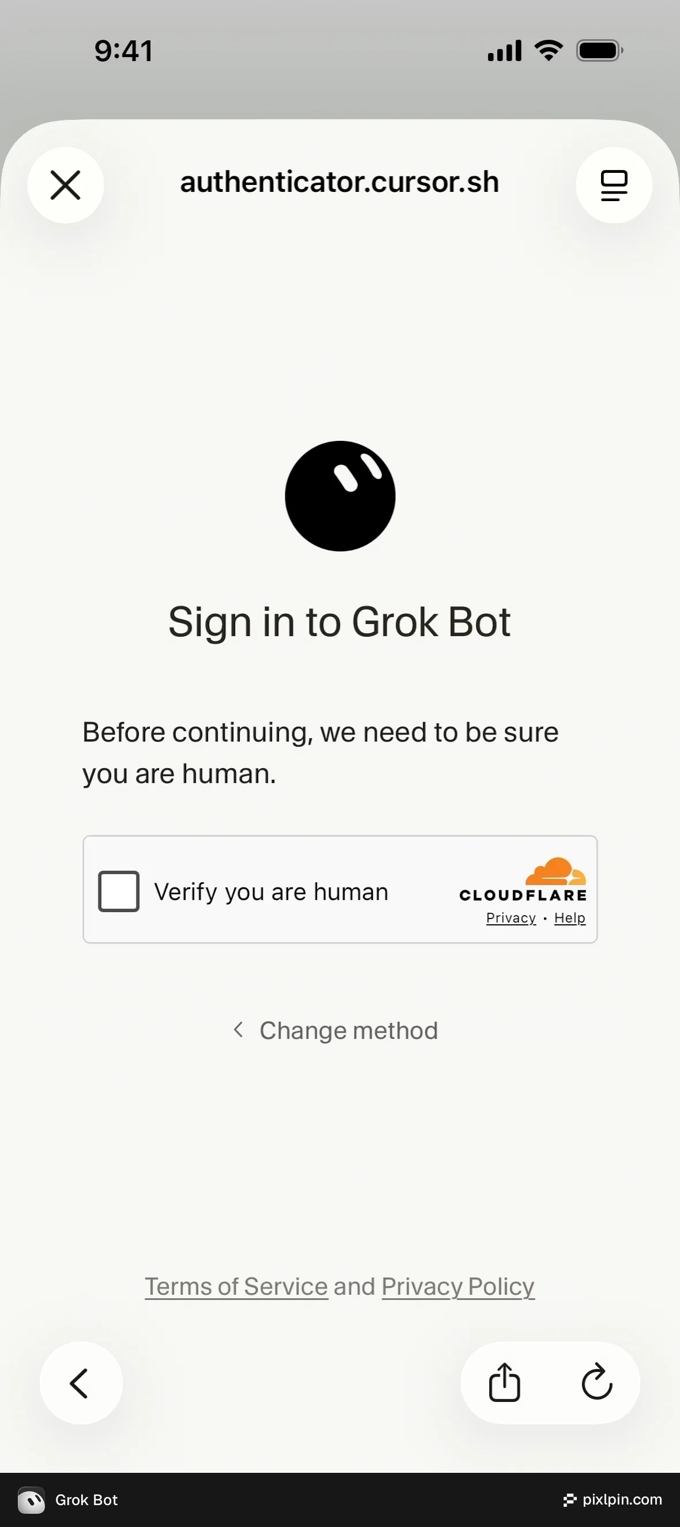 9:41
authenticator.cursor.sh
Sign in to Grok Bot
Before continuing, we need to be sure
you are human.
Verify you are human
CLOUDFLARE
Privacy • Help
Change method
Terms of Service and Privacy Policy
Grok Bot
pixlpin.com